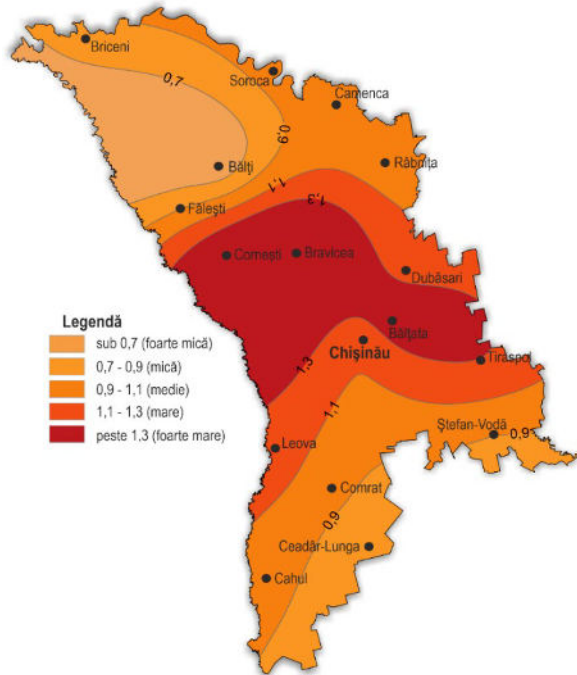 Briceni
0,7
Soroca
Camenca
0,9
Bălți
Râbnița
1,1
Fălești
1,3
Cornești
Bravicea
Dubăsari
Bălțata
Chișinău
Tiraspol
Legendă
sub 0,7 (foarte mică)
0,7 - 0,9 (mică)
0,9 - 1,1 (medie)
1,1 - 1,3 (mare)
peste 1.3 (foarte mare)
1,3
1,1
Ștefan-Vodă
0,9
Leova
Comrat
0,9
Ceadâr-Lunga
Cahul